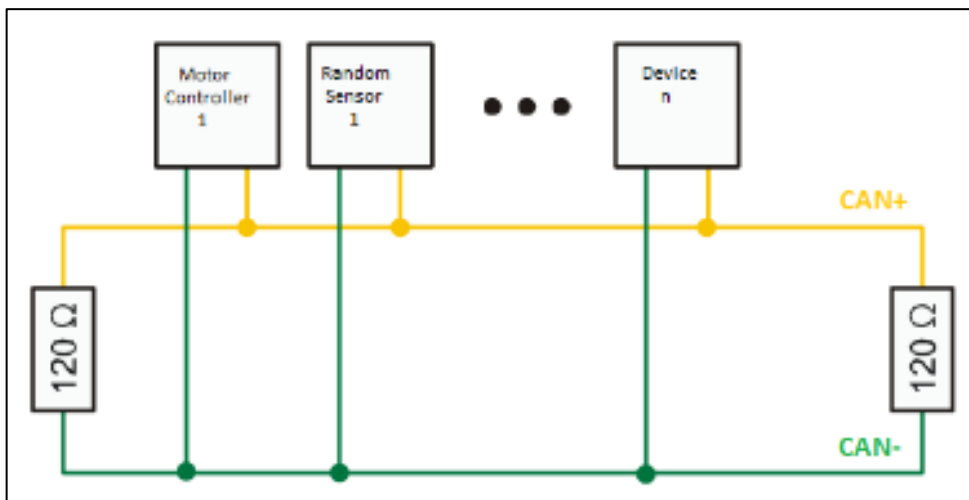 Motor
Controller
1
Random
Sensor
1
Device
n
CAN+
120 Ω
120 Ω
CAN-